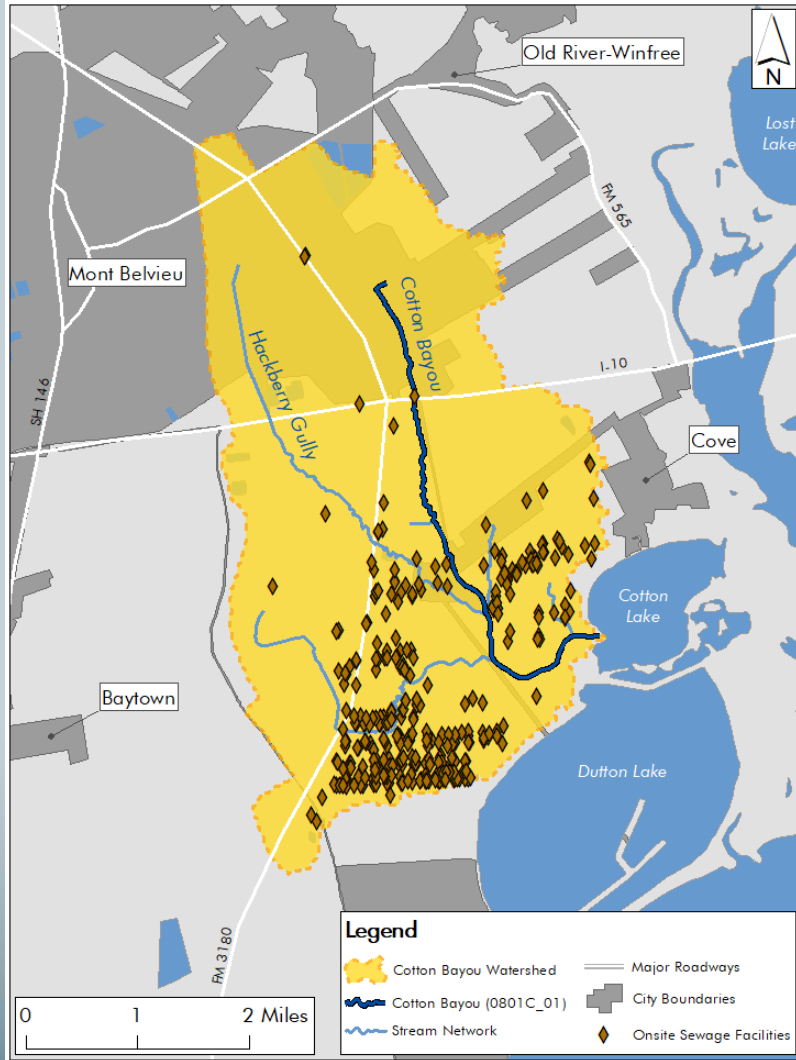 Old River-Winfree
N
Lost
Lake
FM 565
Mont Belvieu
Cotton Bayou
Hackberry Gully
I-10
SH 146
Cove
Cotton
Lake
Baytown
Dutton Lake
FM 3180
Legend
Cotton Bayou Watershed
Cotton Bayou (0801C_01)
Stream Network
Major Roadways
City Boundaries
Onsite Sewage Facilities
0 1 2 Miles